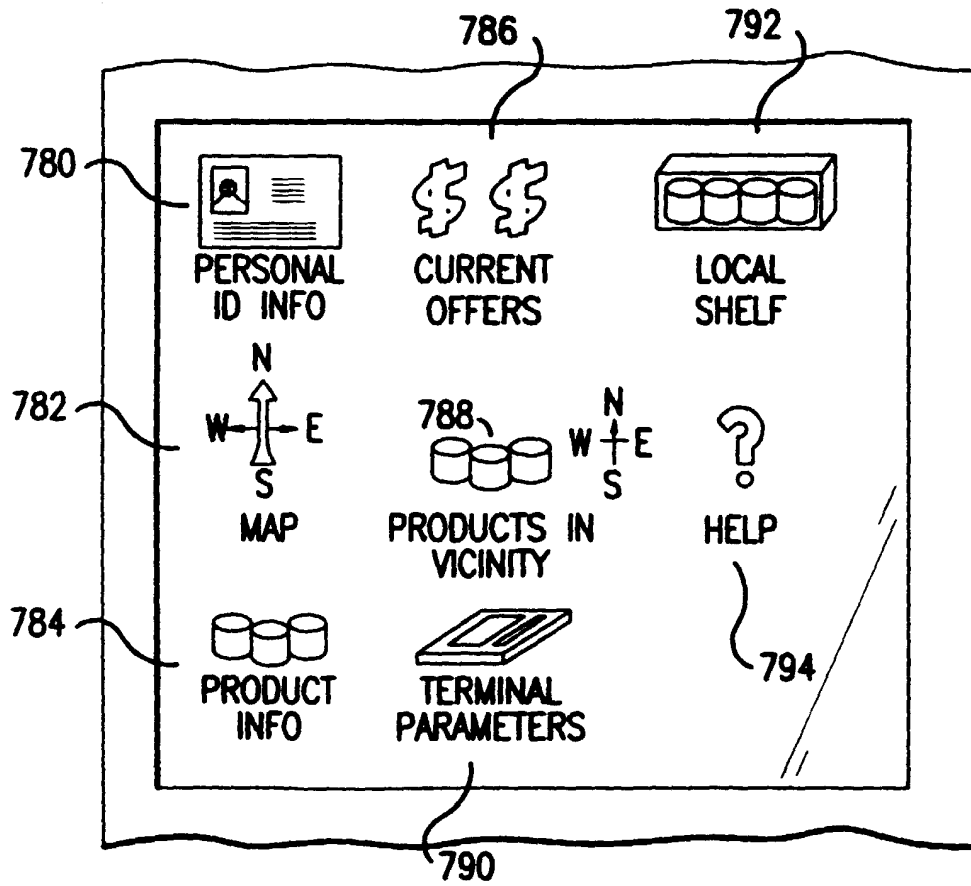 786
792
780
PERSONAL
ID INFO
$ $
CURRENT
OFFERS
LOCAL
SHELF
782
N
W E
S
MAP
788
N
W E
S
PRODUCTS IN
VICINITY
?
HELP
784
PRODUCT
INFO
TERMINAL
PARAMETERS
794
790